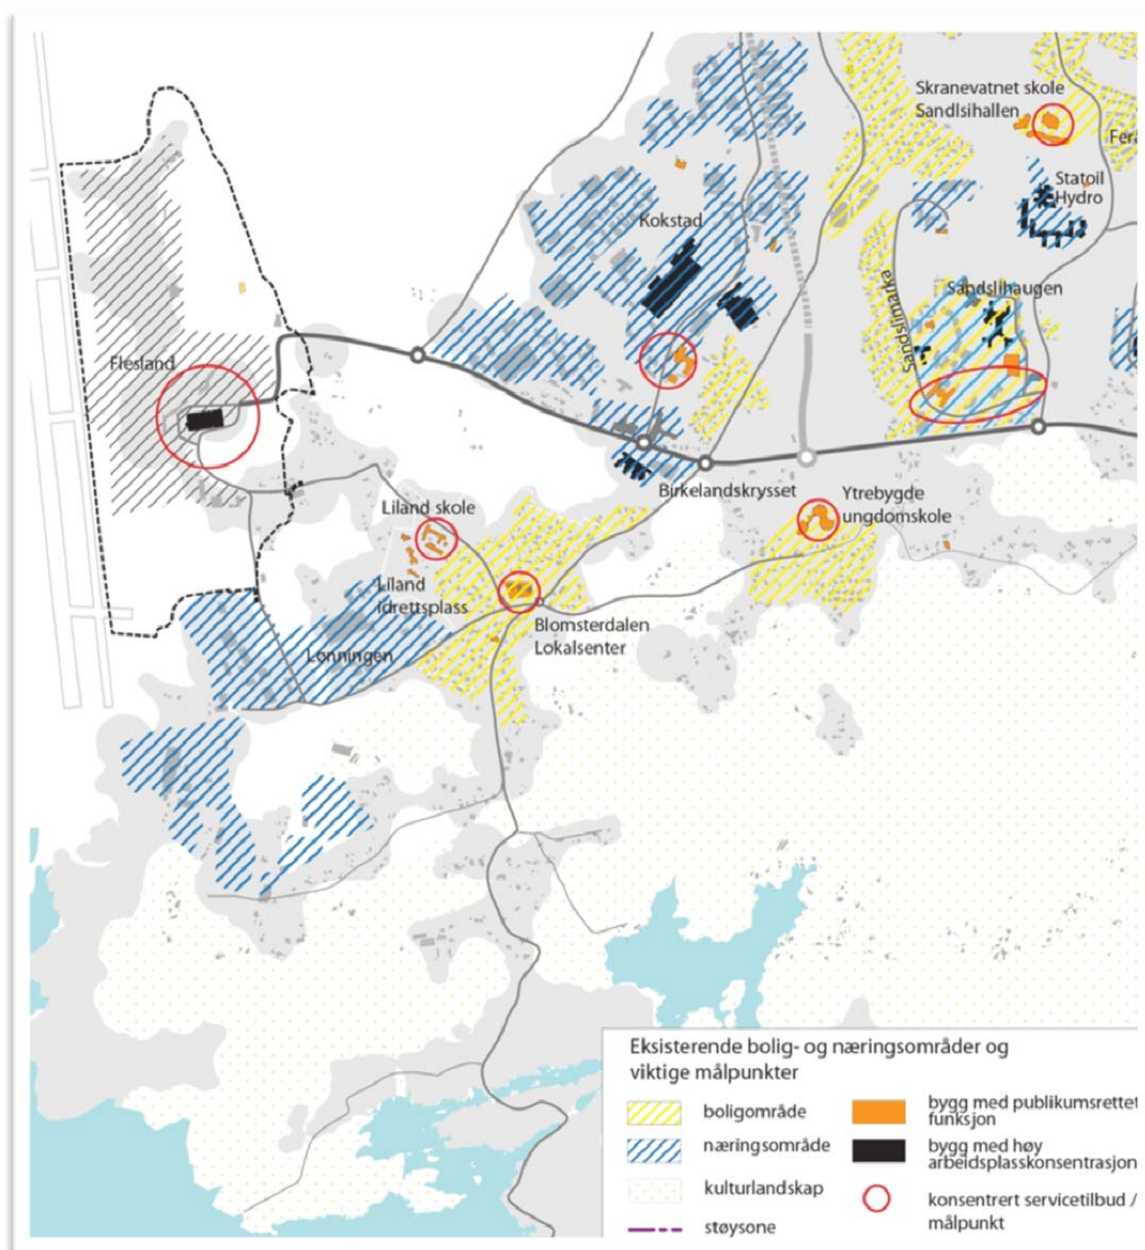 Skranevatnet skole
Sandlsihallen
Statoil
Hydro
Kokstad
Sandslihaugen
Sandslimarka
Flesland
Birkelandskrysset
Ytrebygde
ungdomskole
Liland skole
Liland
idrettsplass
Blomsterdalen
Lokalsenter
Lønningen
Eksisterende bolig- og næringsområder og
viktige målpunkter
boligområde
næringsområde
kulturlandskap
støysone
bygg med publikumsrettet
funksjon
bygg med høy
arbeidsplasskonsentrasjon
konsentrert servicetilbud /
målpunkt